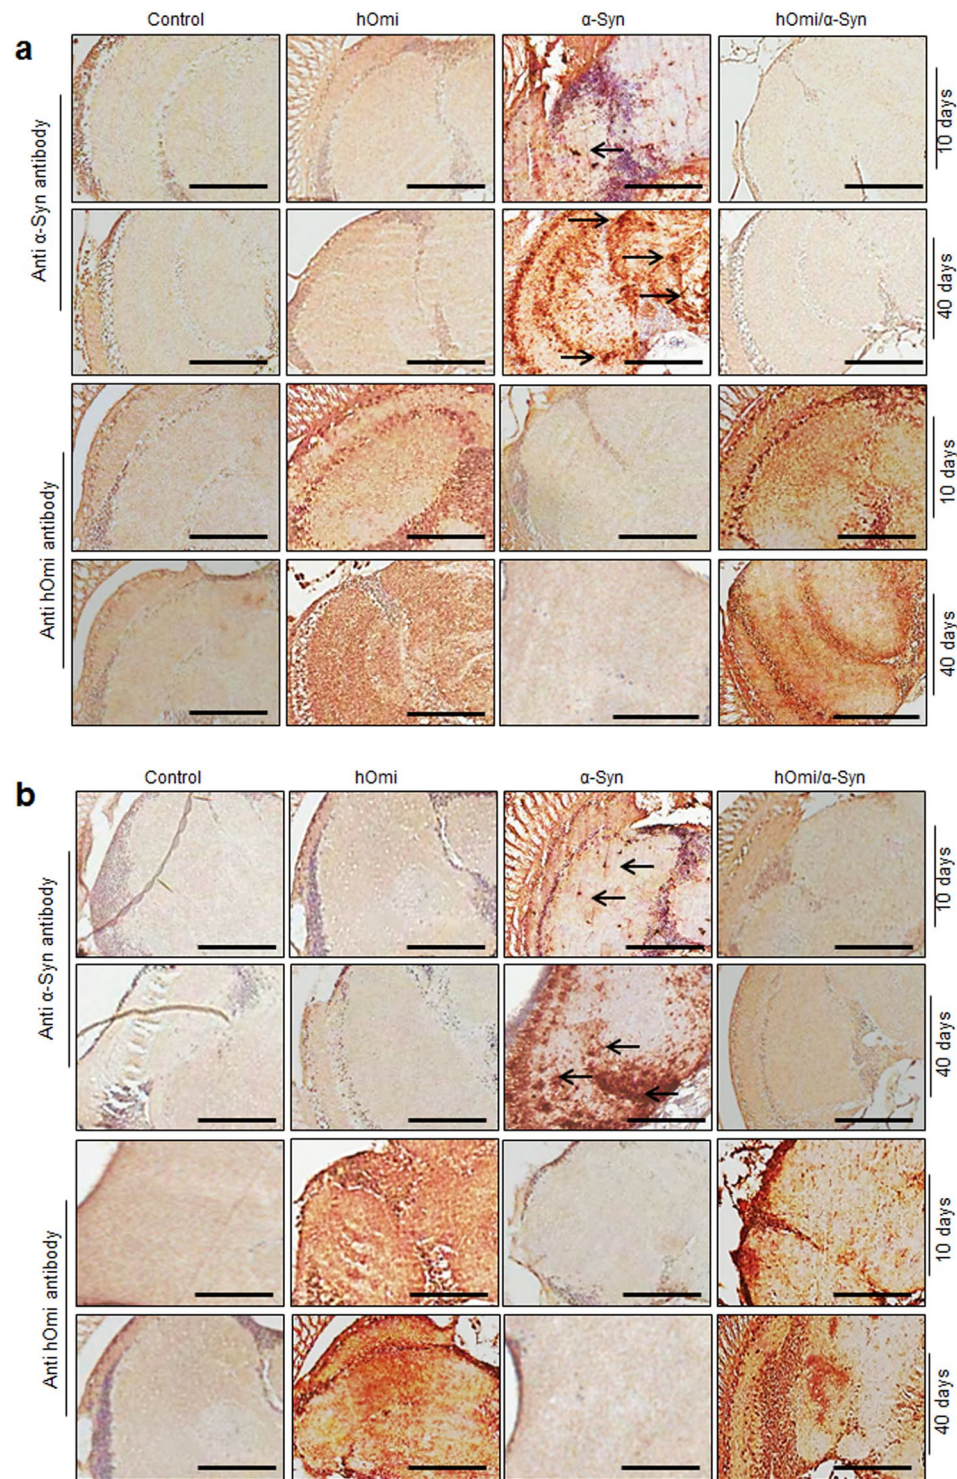 a
Control hOmi α-Syn hOmi/α-Syn
Anti α-Syn antibody
10 days
40 days
Anti hOmi antibody
10 days
40 days
b
Control hOmi α-Syn hOmi/α-Syn
Anti α-Syn antibody
10 days
40 days
Anti hOmi antibody
10 days
40 days